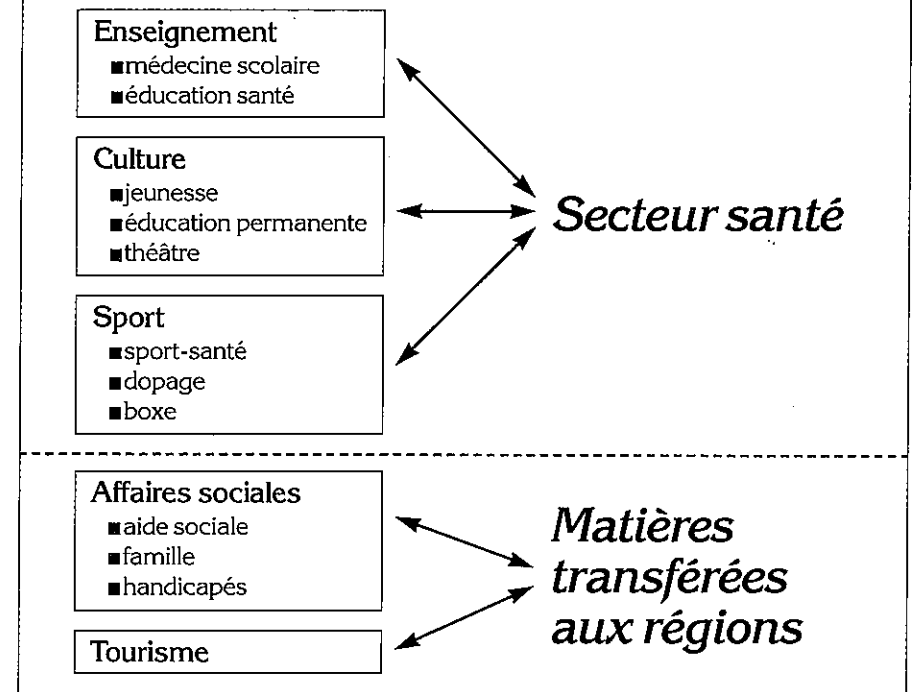 Enseignement
■médecine scolaire
■éducation santé
Culture
■jeunesse
■éducation permanente
■théâtre
Secteur santé
Sport
■sport-santé
■dopage
■boxe
Affaires sociales
■aide sociale
■famille
■handicapés
Matières
transférées
aux régions
Tourisme